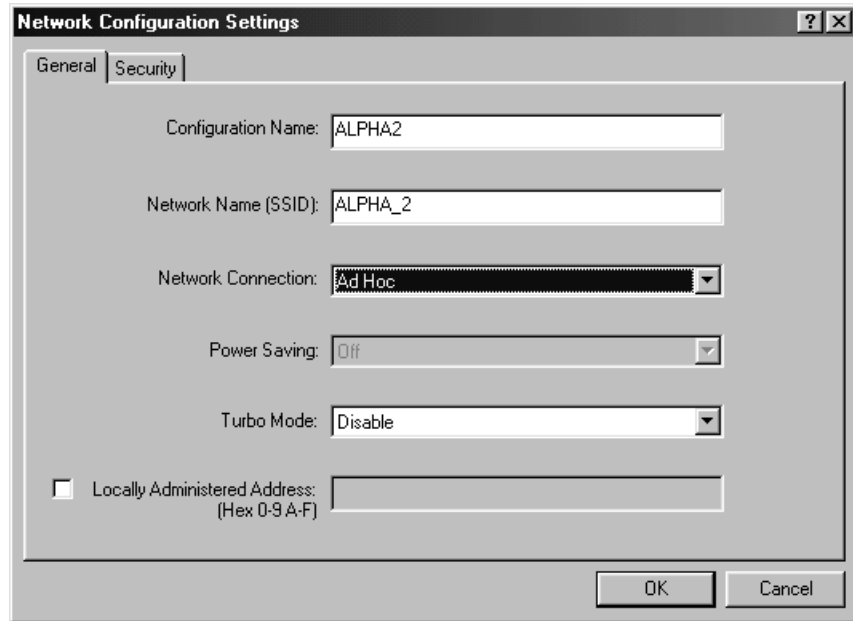 Network Configuration Settings
General Security
Configuration Name: ALPHA2
Network Name (SSID): ALPHA_2
Network Connection: Ad Hoc
Power Saving: Off
Turbo Mode: Disable
Locally Administered Address:
(Hex 0-9 A-F)
OK Cancel